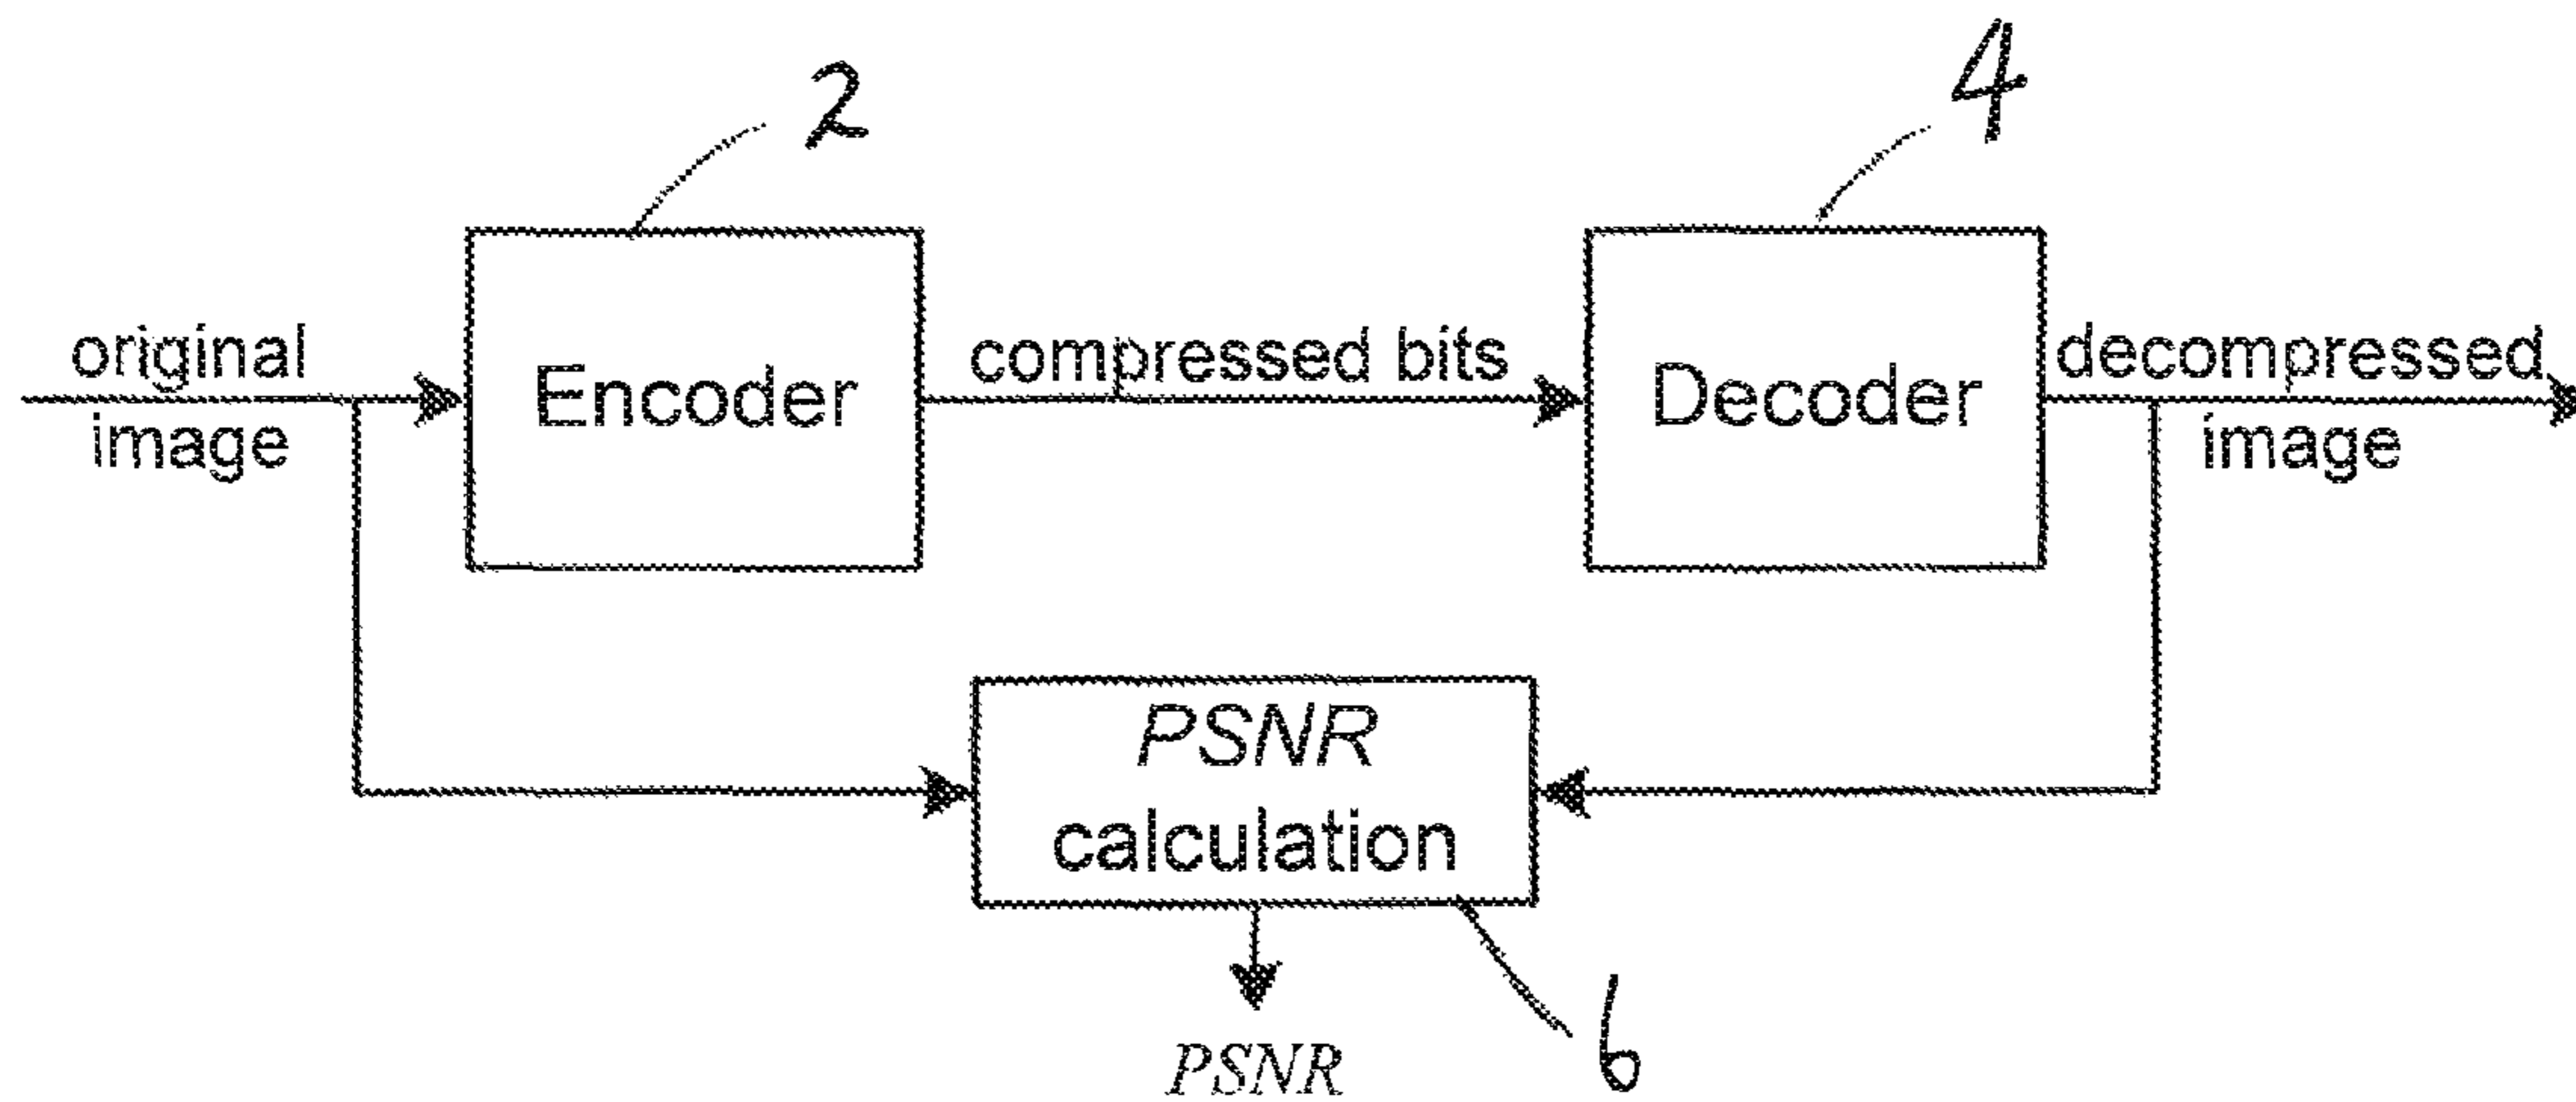 2
4
original
image
Encoder
compressed bits
Decoder
decompressed
image
PSNR
calculation
PSNR
6